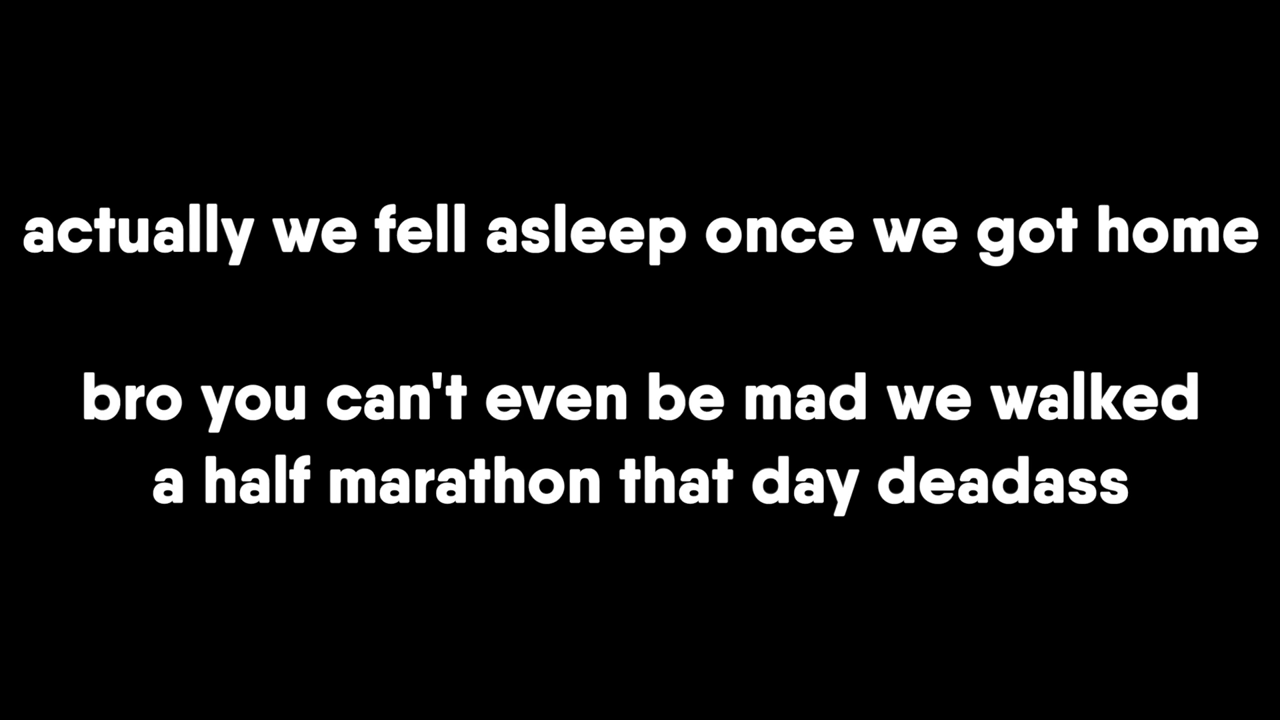 actually we fell asleep once we got home
bro you can't even be mad we walked
a half marathon that day deadass